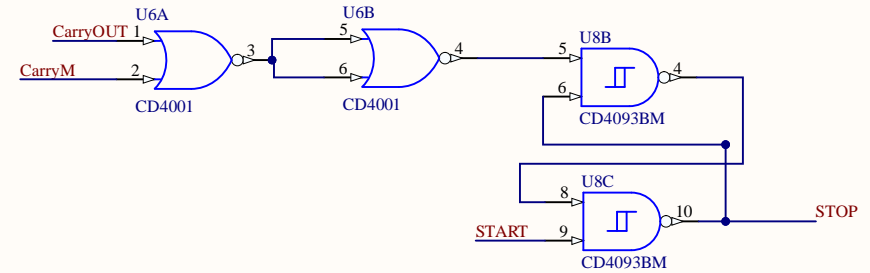 U6A
CarryOUT 1
3
CarryM 2
CD4001
U6B
5
4
6
CD4001
U8B
5
4
6
CD4093BM
U8C
8
10 STOP
START 9
CD4093BM